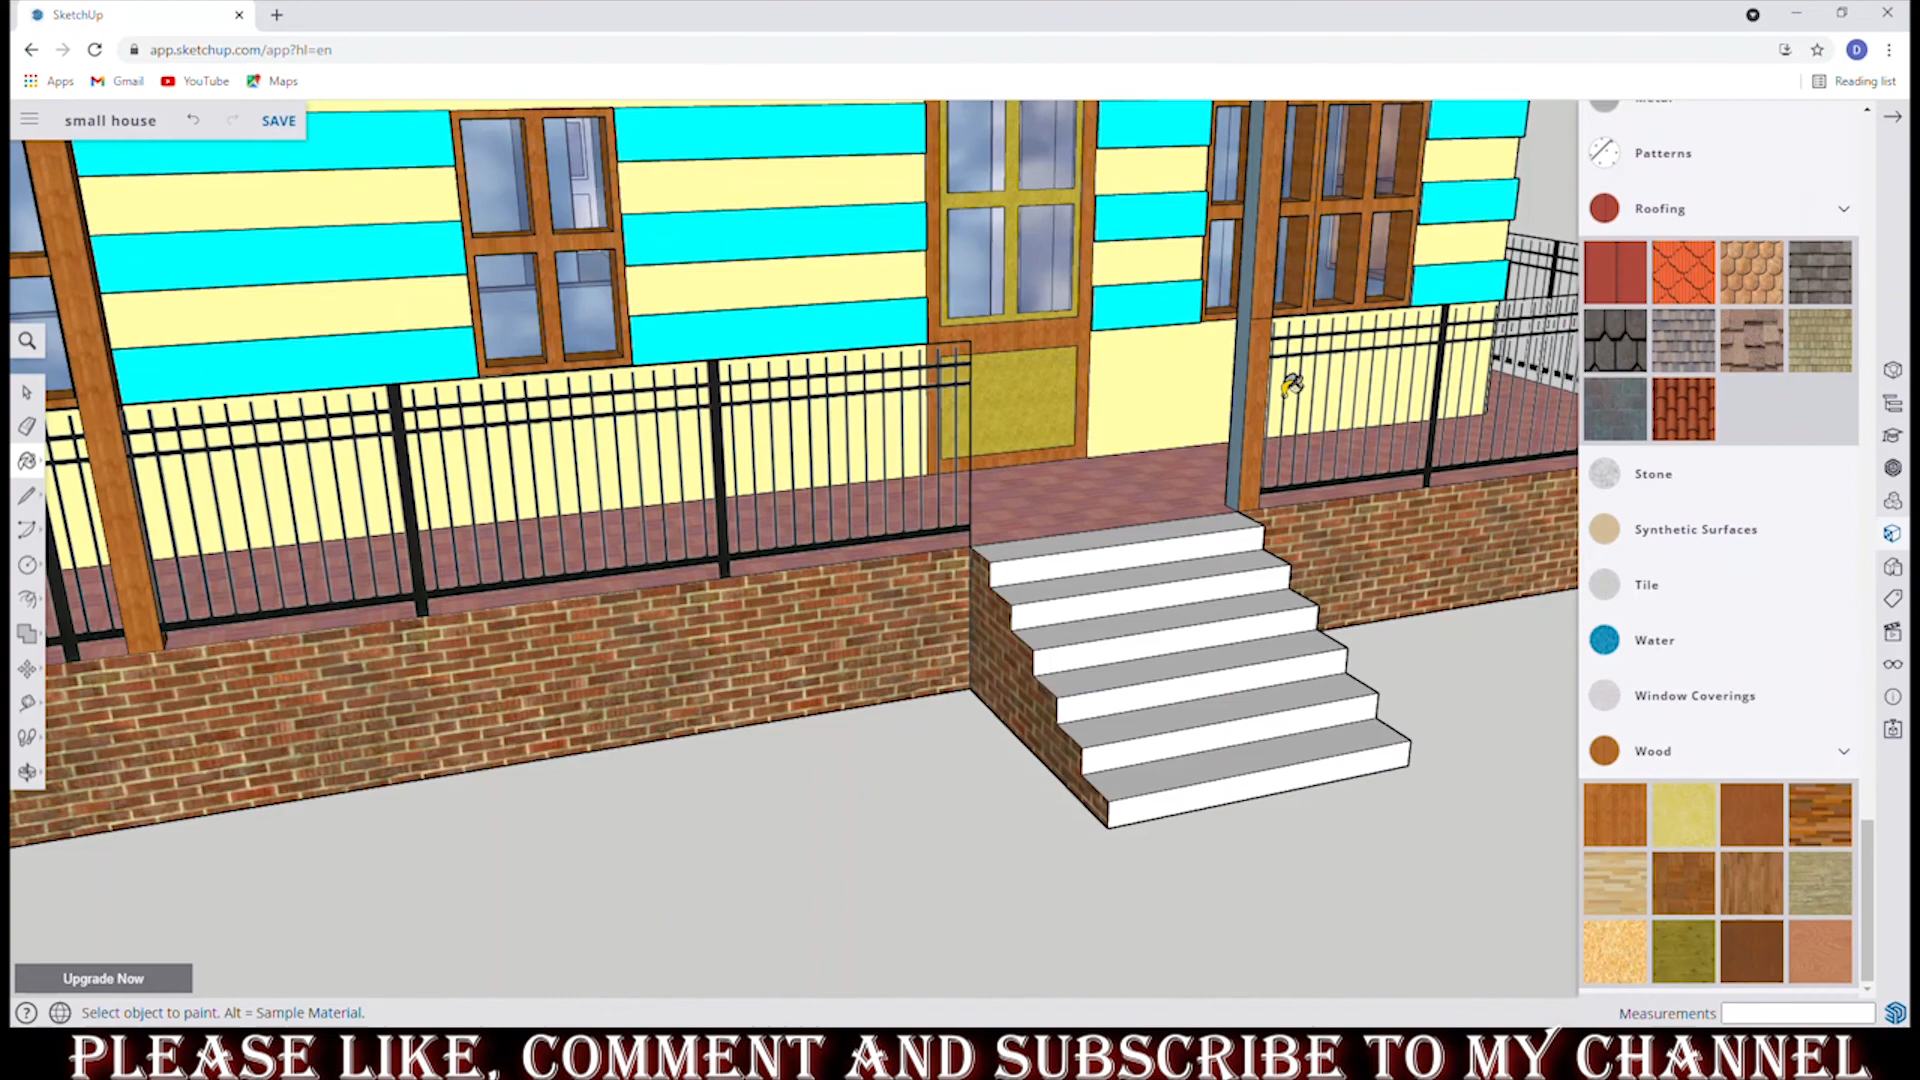 SketchUp
app.sketchup.com/app?hl=en
Apps
Gmail
YouTube
Maps
Reading list
small house
SAVE
Metal
Patterns
Roofing
Stone
Synthetic Surfaces
Tile
Water
Window Coverings
Wood
Upgrade Now
Select object to paint. Alt = Sample Material.
Measurements
D
PLEASE LIKE, COMMENT AND SUBSCRIBE TO MY CHANNEL